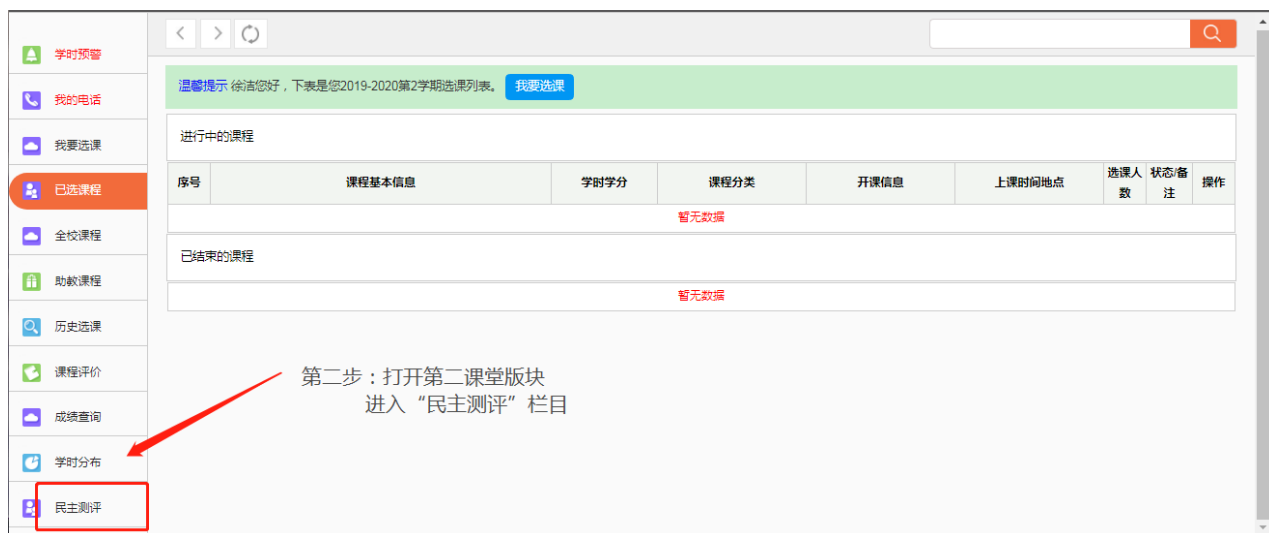 学时预警
我的电话
我要选课
已选课程
全校课程
助教课程
历史选课
课程评价
成绩查询
学时分布
民主测评
温馨提示 徐洁您好，下表是您2019-2020第2学期选课列表。 我要选课
进行中的课程
序号 课程基本信息 学时学分 课程分类 开课信息 上课时间地点 选课人数 状态/备注 操作
暂无数据
已结束的课程
暂无数据
第二步：打开第二课堂版块
进入“民主测评”栏目